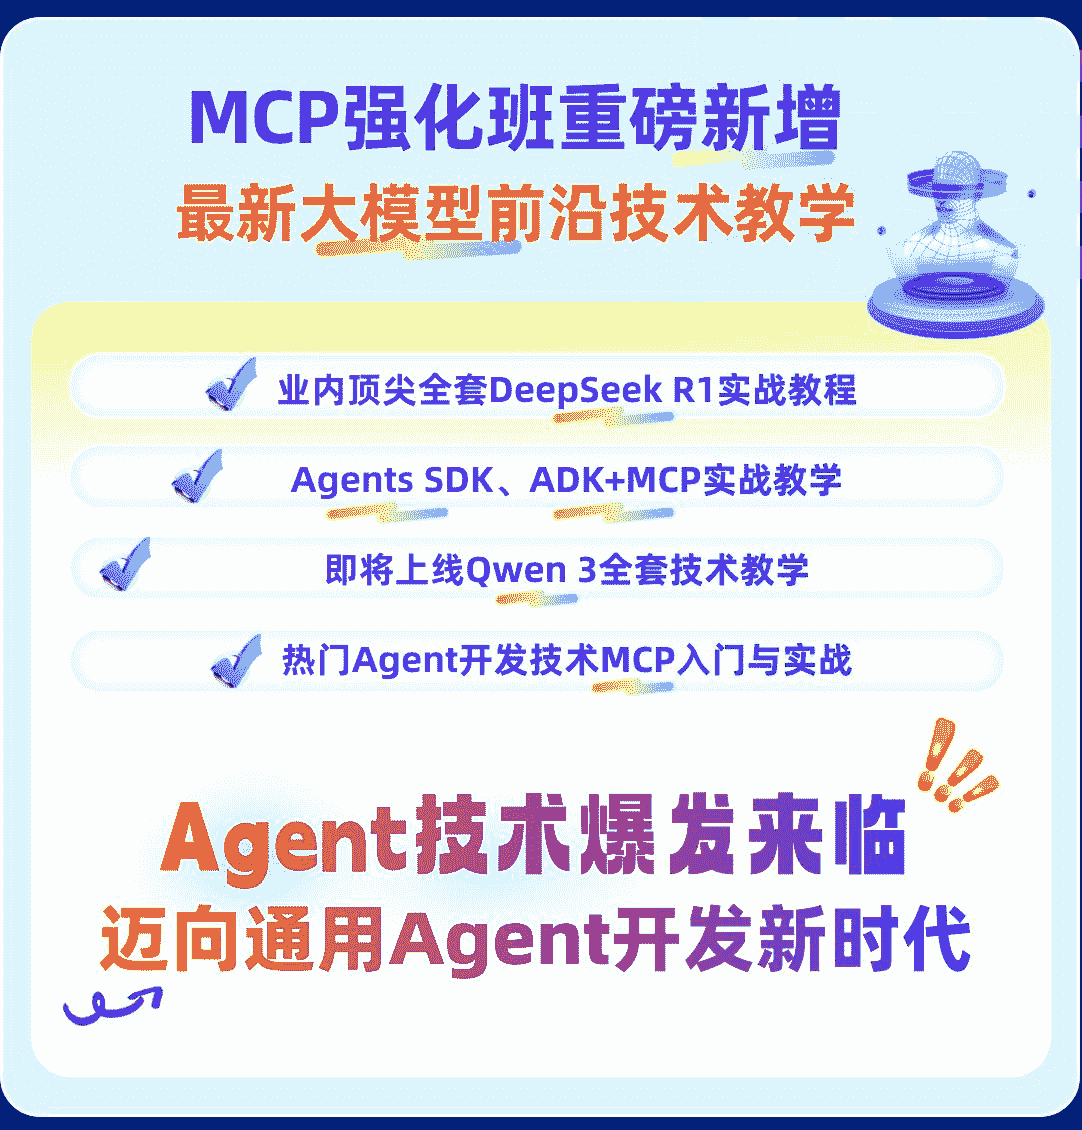 MCP强化班重磅新增
最新大模型前沿技术教学
业内顶尖全套DeepSeek R1实战教程
Agents SDK、ADK+MCP实战教学
即将上线Qwen 3全套技术教学
热门Agent开发技术MCP入门与实战
Agent技术爆发来临
迈向通用Agent开发新时代